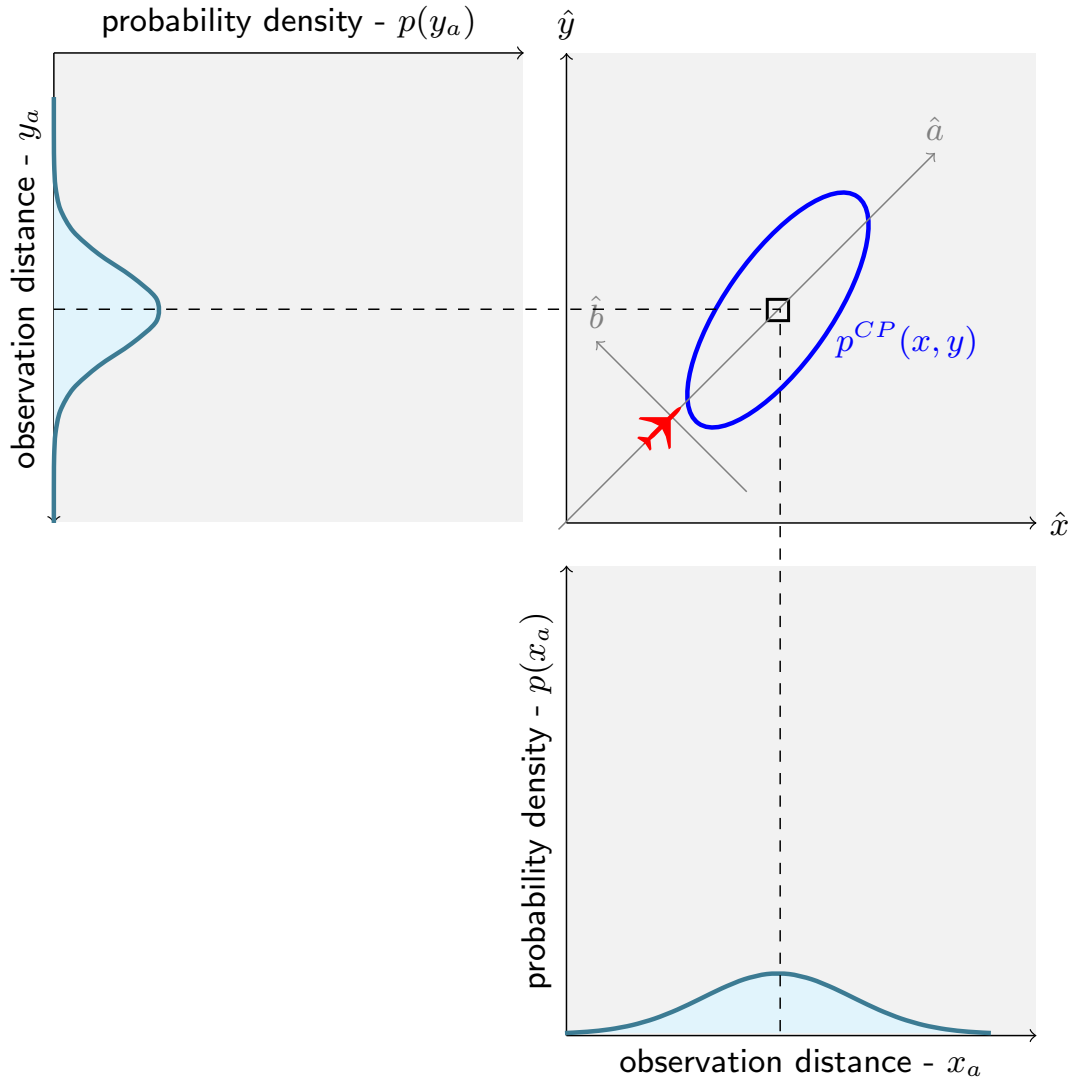 probability density - p(y_a)
ŷ
observation distance - y_a
â
b̂
p^{CP}(x, y)
x̂
probability density - p(x_a)
observation distance - x_a